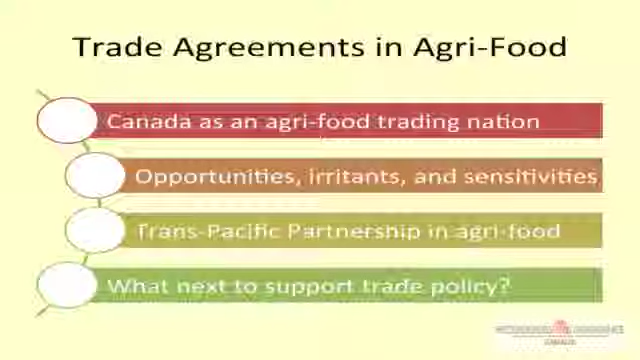 Trade Agreements in Agri-Food
Canada as an agri-food trading nation
Opportunities, irritants, and sensitivities
Trans-Pacific Partnership in agri-food
What next to support trade policy?